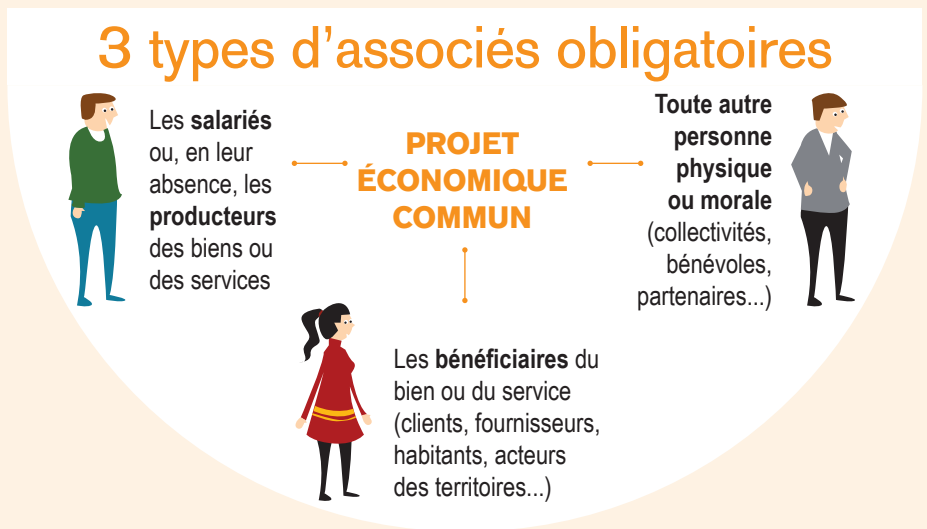 3 types d'associés obligatoires
Les salariés
ou, en leur
absence, les
producteurs
des biens ou
des services
PROJET
ÉCONOMIQUE
COMMUN
Toute autre
personne
physique
ou morale
(collectivités,
bénévoles,
partenaires...)
Les bénéficiaires du
bien ou du service
(clients, fournisseurs,
habitants, acteurs
des territoires...)